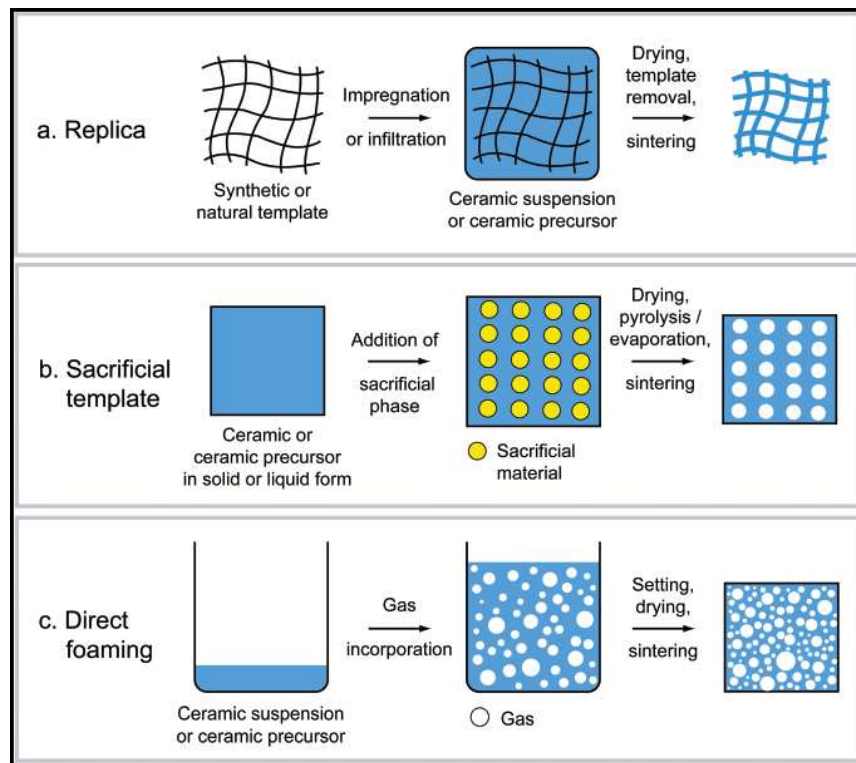 a. Replica
Synthetic or
natural template
Impregnation
or infiltration
Ceramic suspension
or ceramic precursor
Drying,
template
removal,
sintering
b. Sacrificial
template
Ceramic or
ceramic precursor
in solid or liquid form
Addition of
sacrificial
phase
Sacrificial
material
Drying,
pyrolysis /
evaporation,
sintering
c. Direct
foaming
Ceramic suspension
or ceramic precursor
Gas
incorporation
Gas
Setting,
drying,
sintering